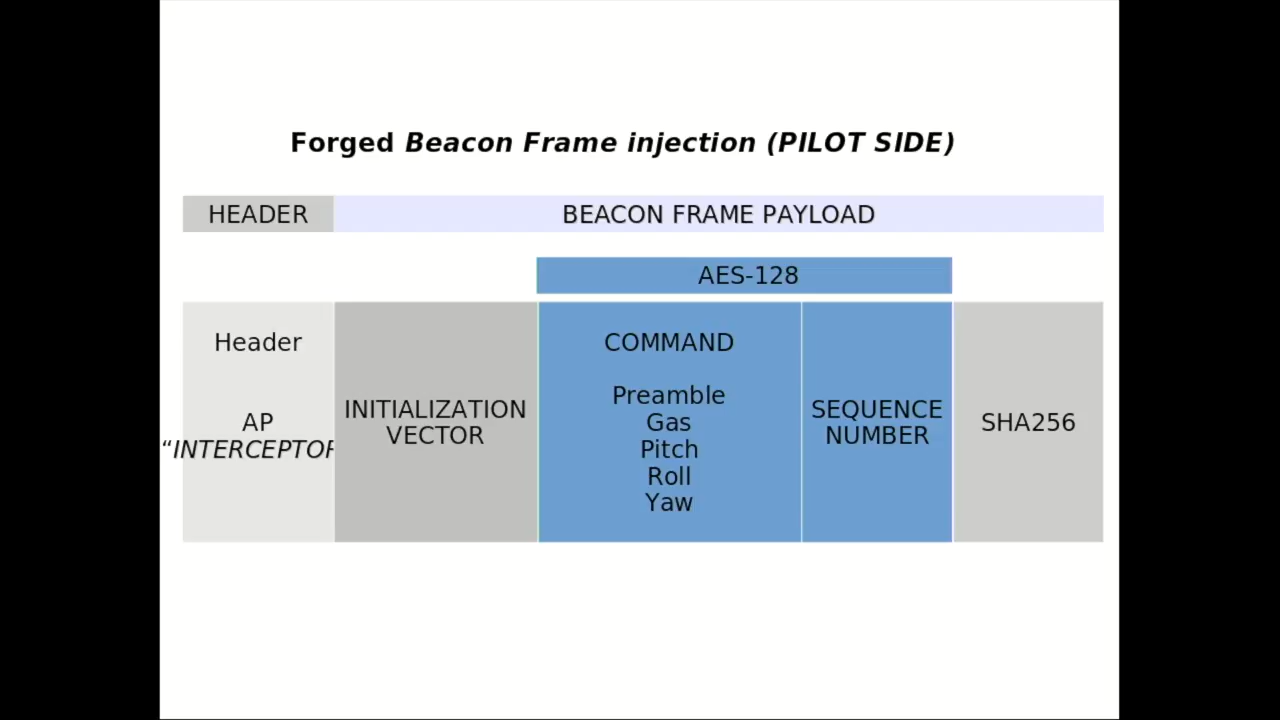 Forged Beacon Frame injection (PILOT SIDE)
HEADER
BEACON FRAME PAYLOAD
AES-128
Header
AP
“INTERCEPTOR
INITIALIZATION
VECTOR
COMMAND
Preamble
Gas
Pitch
Roll
Yaw
SEQUENCE
NUMBER
SHA256